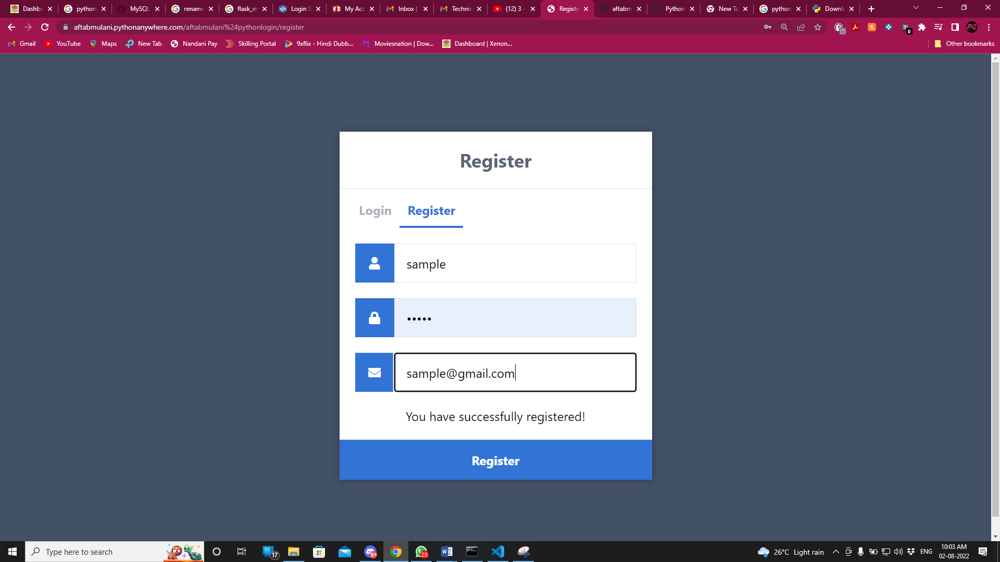 Dashb
python
MySQL
rename
flask_m
Login S
My Acc
Inbox (
Technic
(12) 3 -
Registe
aftabm
Python
New Ta
python
Downl
aftabmulani.pythonanywhere.com/aftabmulani%24pythonlogin/register
Gmail
YouTube
Maps
New Tab
Nandani Pay
Skilling Portal
9xflix - Hindi Dubb...
Moviesnation | Dow...
Dashboard | Xenon...
Other bookmarks
Register
Login Register
sample
sample@gmail.com
You have successfully registered!
Register
Type here to search
17
9+
28
26°C Light rain
ENG
10:03 AM
02-08-2022